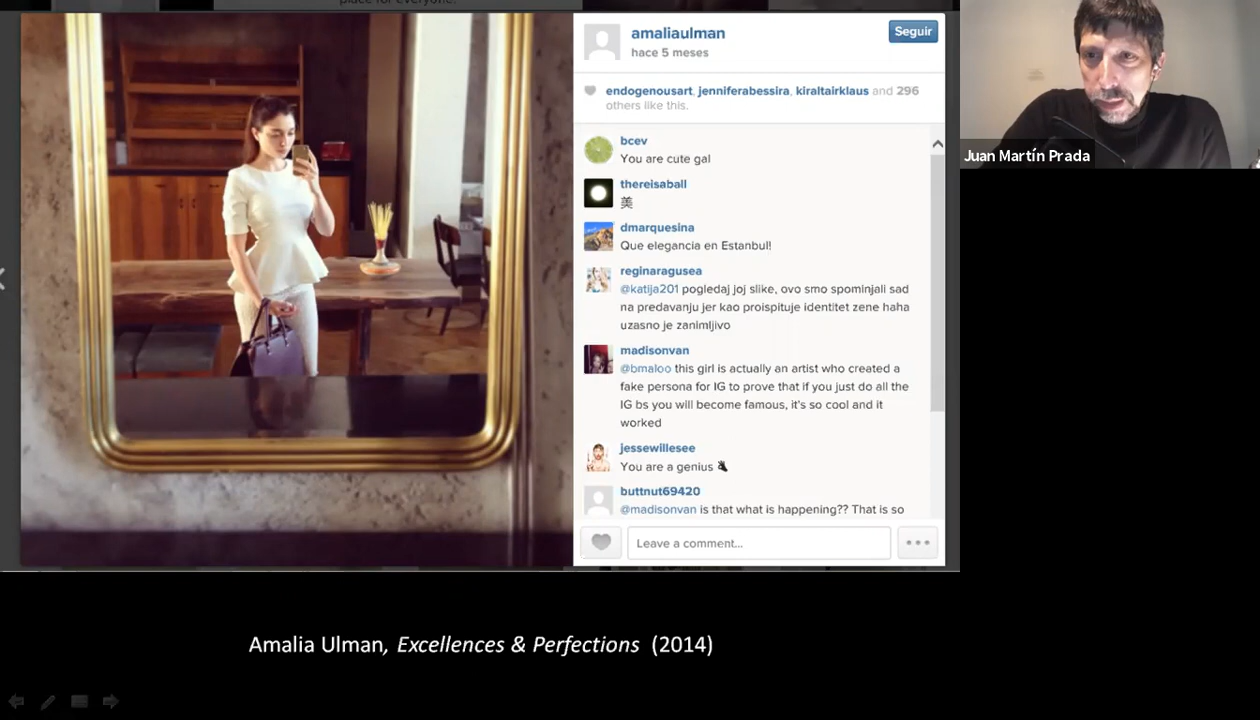 place for everyone.
amaliaulman
hace 5 meses
Seguir
endogenousart, jenniferabessira, kiraltairklaus and 296
others like this.
bcev
You are cute gal
thereisaball
美
dmarquesina
Que elegancia en Estanbul!
reginaragusea
@katija201 pogledaj joj slike, ovo smo spominjali sad
na predavanju jer kao proispituje identitet zene haha
uzasno je zanimljivo
madisonvan
@bmaloo this girl is actually an artist who created a
fake persona for IG to prove that if you just do all the
IG bs you will become famous, it's so cool and it
worked
jessewillesee
You are a genius
buttnut69420
@madisonvan is that what is happening?? That is so
Leave a comment...
Juan Martín Prada
Amalia Ulman, Excellences & Perfections (2014)